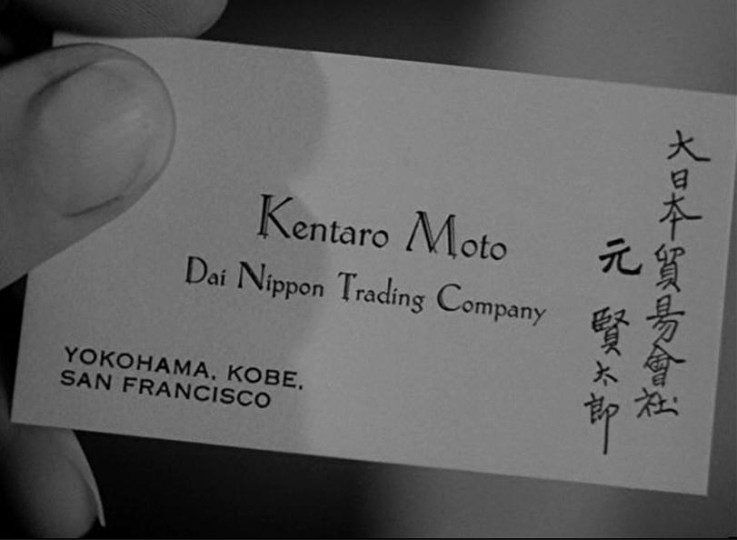 Kentaro Moto
Dai Nippon Trading Company
YOKOHAMA, KOBE,
SAN FRANCISCO
大日本貿易會社
元 賢太郎